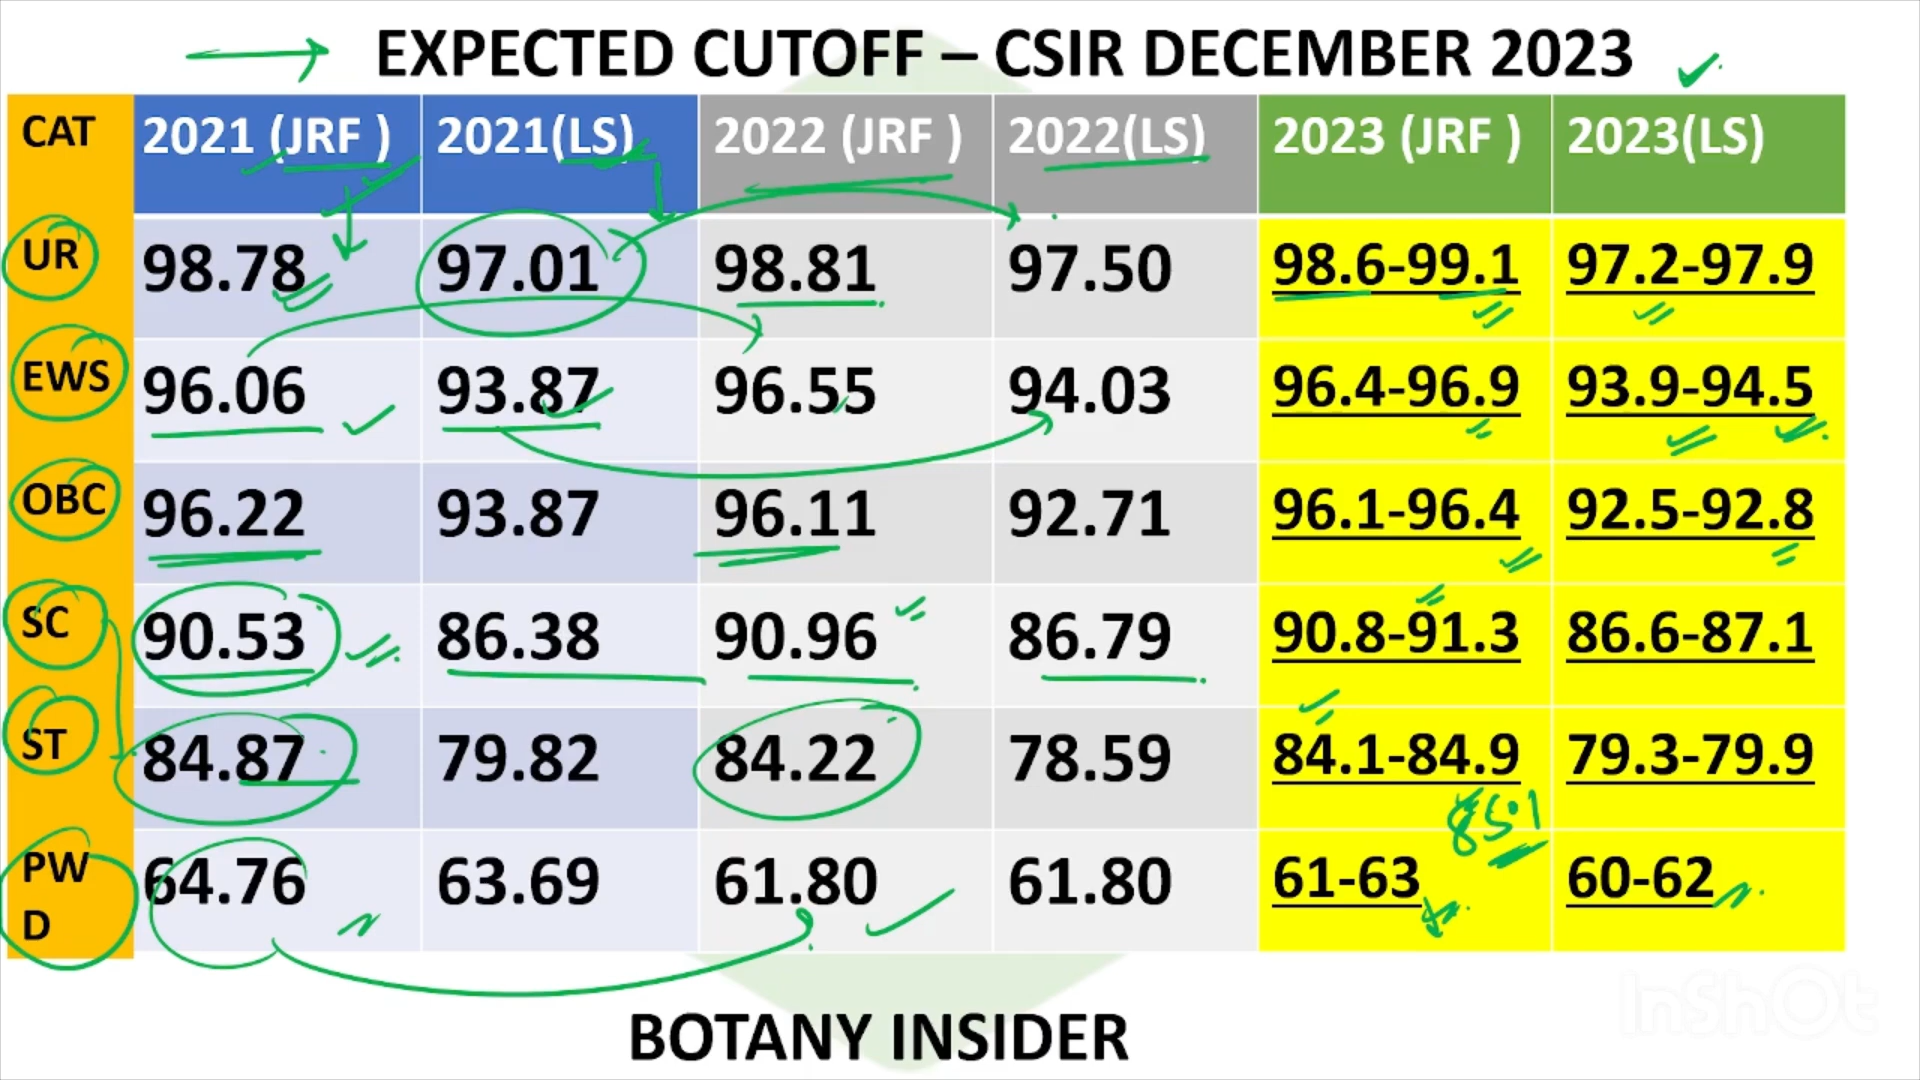 EXPECTED CUTOFF – CSIR DECEMBER 2023
CAT 2021 (JRF ) 2021(LS) 2022 (JRF ) 2022(LS) 2023 (JRF ) 2023(LS)
UR 98.78 97.01 98.81 97.50 98.6-99.1 97.2-97.9
EWS 96.06 93.87 96.55 94.03 96.4-96.9 93.9-94.5
OBC 96.22 93.87 96.11 92.71 96.1-96.4 92.5-92.8
SC 90.53 86.38 90.96 86.79 90.8-91.3 86.6-87.1
ST 84.87 79.82 84.22 78.59 84.1-84.9 79.3-79.9
85.1
PW 64.76 63.69 61.80 61.80 61-63 60-62
D
BOTANY INSIDER
InShOt